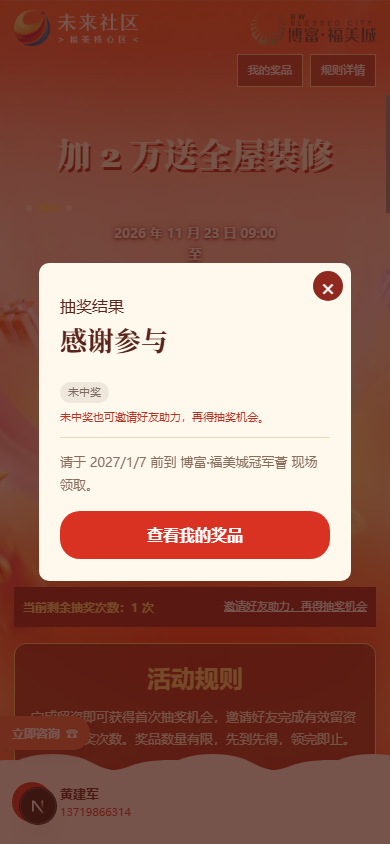 未来社区
> 福莱核心区 <
BLESSED CITY
博富·福美城
我的奖品
规则详情
加 2 万送全屋装修
2026 年 11 月 23 日 09:00
至
×
抽奖结果
感谢参与
未中奖
未中奖也可邀请好友助力，再得抽奖机会。
请于 2027/1/7 前到 博富·福美城冠军薈 现场
领取。
查看我的奖品
当前剩余抽奖次数：1 次
邀请好友助力，再得抽奖机会
活动规则
完成留资即可获得首次抽奖机会，邀请好友完成有效留资
奖次数。奖品数量有限，先到先得，领完即止。
立即咨询 ☎
N
黄建军
13719866314